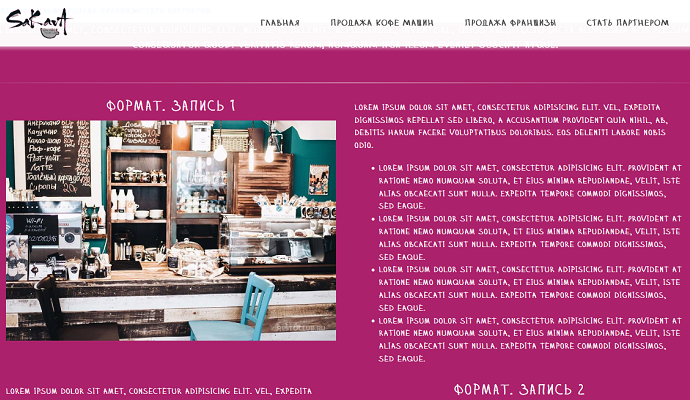 SaKavA
ГЛАВНАЯ
ПРОДАЖА КОФЕ МАШИН
ПРОДАЖА ФРАНШИЗЫ
СТАТЬ ПАРТНЕРОМ
ФОРМАТ. ЗАПИСЬ 1
Американо
Капучино
Раф-кофе
Латте
Сиропы 20
WI-FI
LOREM IPSUM DOLOR SIT AMET, CONSECTETUR ADIPISICING ELIT. VEL, EXPEDITA
DIGNISSIMOS REPELLAT SED LIBERO, A ACCUSANTIUM PROVIDENT QUIA NIHIL, AB,
DEBITIS HARUM FACERE VOLUPTATIBUS DOLORIBUS. EOS DELENITI LABORE NOBIS
ODIO.
• LOREM IPSUM DOLOR SIT AMET, CONSECTETUR ADIPISICING ELIT. PROVIDENT AT
RATIONE NEMO NUMQUAM SOLUTA, ET EIUS MINIMA REPUDIANDAE, VELIT, ISTE
ALIAS OBCAECATI SUNT NULLA. EXPEDITA TEMPORE COMMODI DIGNISSIMOS,
SED EAQUE.
• LOREM IPSUM DOLOR SIT AMET, CONSECTETUR ADIPISICING ELIT. PROVIDENT AT
RATIONE NEMO NUMQUAM SOLUTA, ET EIUS MINIMA REPUDIANDAE, VELIT, ISTE
ALIAS OBCAECATI SUNT NULLA. EXPEDITA TEMPORE COMMODI DIGNISSIMOS,
SED EAQUE.
• LOREM IPSUM DOLOR SIT AMET, CONSECTETUR ADIPISICING ELIT. PROVIDENT AT
RATIONE NEMO NUMQUAM SOLUTA, ET EIUS MINIMA REPUDIANDAE, VELIT, ISTE
ALIAS OBCAECATI SUNT NULLA. EXPEDITA TEMPORE COMMODI DIGNISSIMOS,
SED EAQUE.
• LOREM IPSUM DOLOR SIT AMET, CONSECTETUR ADIPISICING ELIT. PROVIDENT AT
RATIONE NEMO NUMQUAM SOLUTA, ET EIUS MINIMA REPUDIANDAE, VELIT, ISTE
ALIAS OBCAECATI SUNT NULLA. EXPEDITA TEMPORE COMMODI DIGNISSIMOS,
SED EAQUE.
LOREM IPSUM DOLOR SIT AMET, CONSECTETUR ADIPISICING ELIT. VEL, EXPEDITA
ФОРМАТ. ЗАПИСЬ 2